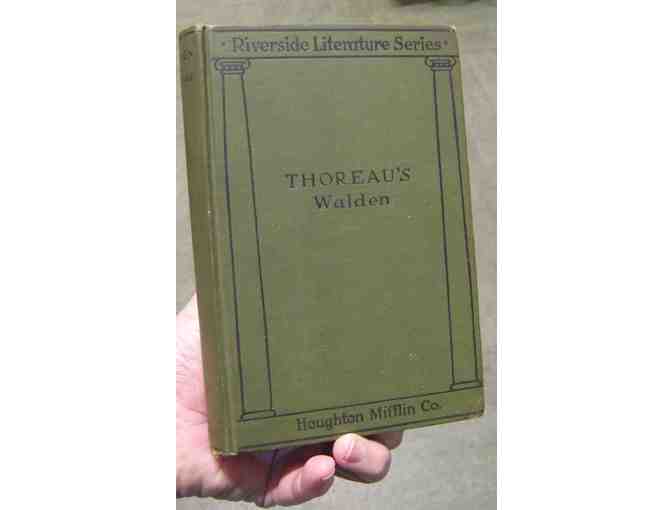 · Riverside Literature Series ·
THOREAU'S
Walden
Houghton Mifflin Co.